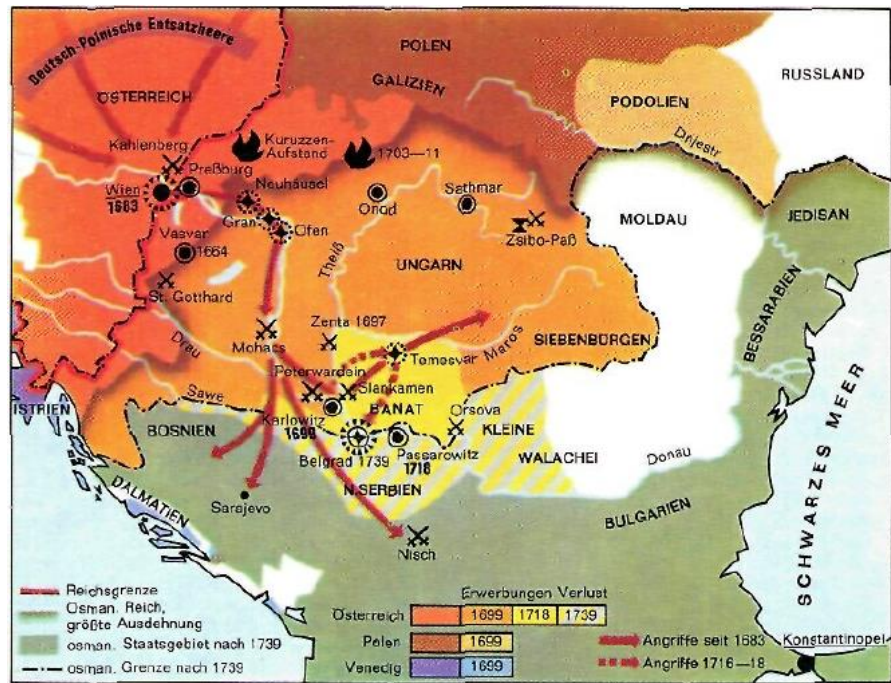 Deutsch-Polnische Entsatzheere
POLEN
RUSSLAND
GALIZIEN
ÖSTERREICH
PODOLIEN
Dnjestr
Kahlenberg
Kuruzzen-
Aufstand
1703—11
Preßburg
Neuhäusel
Wien
1683
Gran
Ofen
Onod
Sathmar
Zsibo-Paß
MOLDAU
JEDISAN
Vasvar
1664
St. Gotthard
Theiß
UNGARN
BESSARABIEN
Drau
Mohacs
Zenta 1697
SIEBENBÜRGEN
Temesvar
Maros
Peterwardein
Slankamen
Sawe
ISTRIEN
BOSNIEN
Karlowitz
1699
BANAT
Orsova
KLEINE
WALACHEI
Donau
Belgrad 1739
Passarowitz
1718
N.SERBIEN
DALMATIEN
Sarajevo
Nisch
BULGARIEN
SCHWARZES MEER
Konstantinopel
Reichsgrenze
Osman. Reich,
größte Ausdehnung
osman. Staatsgebiet nach 1739
osman. Grenze nach 1739
Erwerbungen Verlust
Österreich 1699 1718 1739
Polen 1699
Venedig 1699
Angriffe seit 1683
Angriffe 1716—18